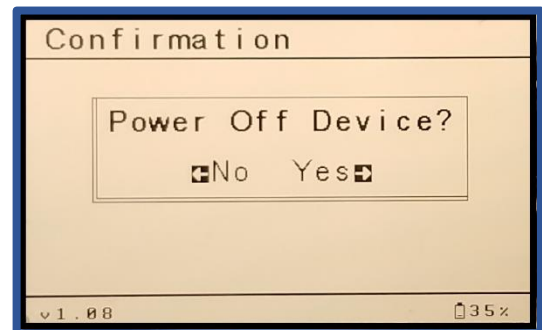 Confirmation
Power Off Device?
No Yes
v1.08 35%